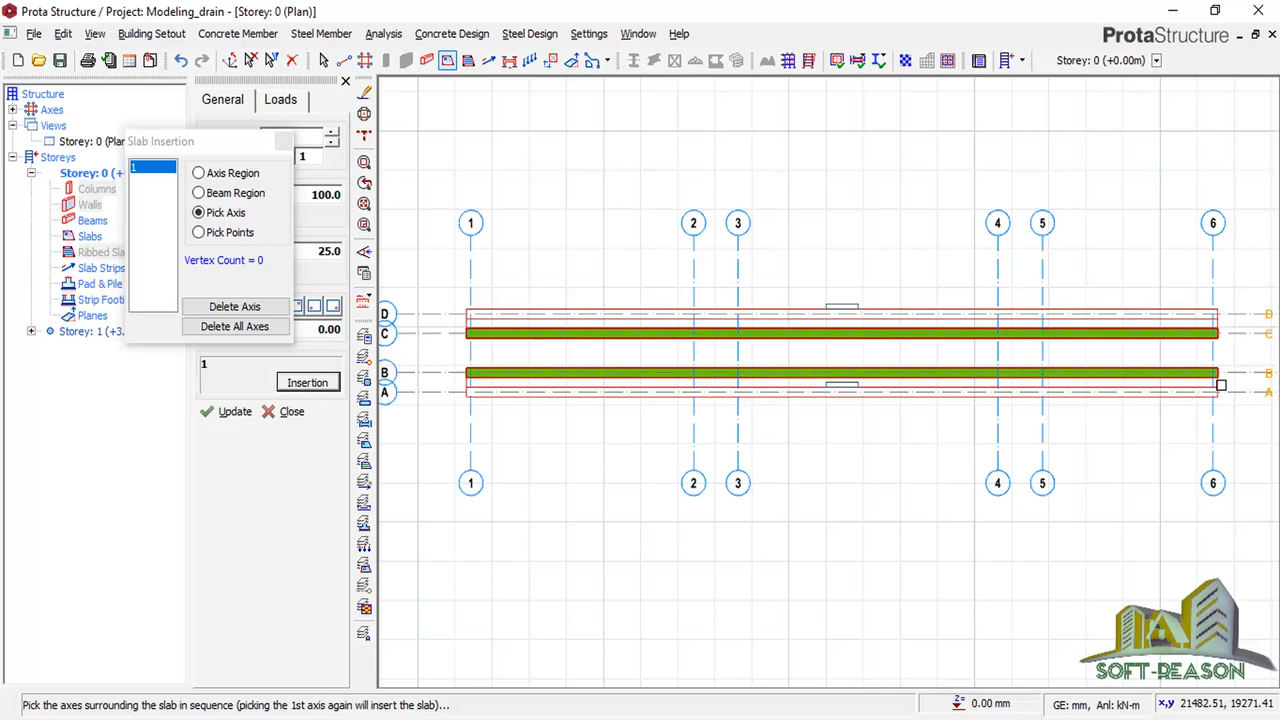 Prota Structure / Project: Modeling_drain - [Storey: 0 (Plan)]
File Edit View Building Setout Concrete Member Steel Member Analysis Concrete Design Steel Design Settings Window Help
ProtaStructure
Storey: 0 (+0.00m)
Structure
Axes
Views
Storey: 0 (Plan
Storeys
Storey: 0 (+
Columns
Walls
Beams
Slabs
Ribbed Sla
Slab Strips
Pad & Pile
Strip Footi
Planes
Storey: 1 (+3.
Slab Insertion
1
Axis Region
Beam Region
Pick Axis
Pick Points
Vertex Count = 0
Delete Axis
Delete All Axes
General Loads
1
100.0
25.0
0.00
1
Insertion
Update Close
1 2 3 4 5 6
D D
C C
B B
A A
1 2 3 4 5 6
SOFT-REASON
Pick the axes surrounding the slab in sequence (picking the 1st axis again will insert the slab)...
Z= 0.00 mm
GE: mm, Anl: kN-m
x,y 21482.51, 19271.41